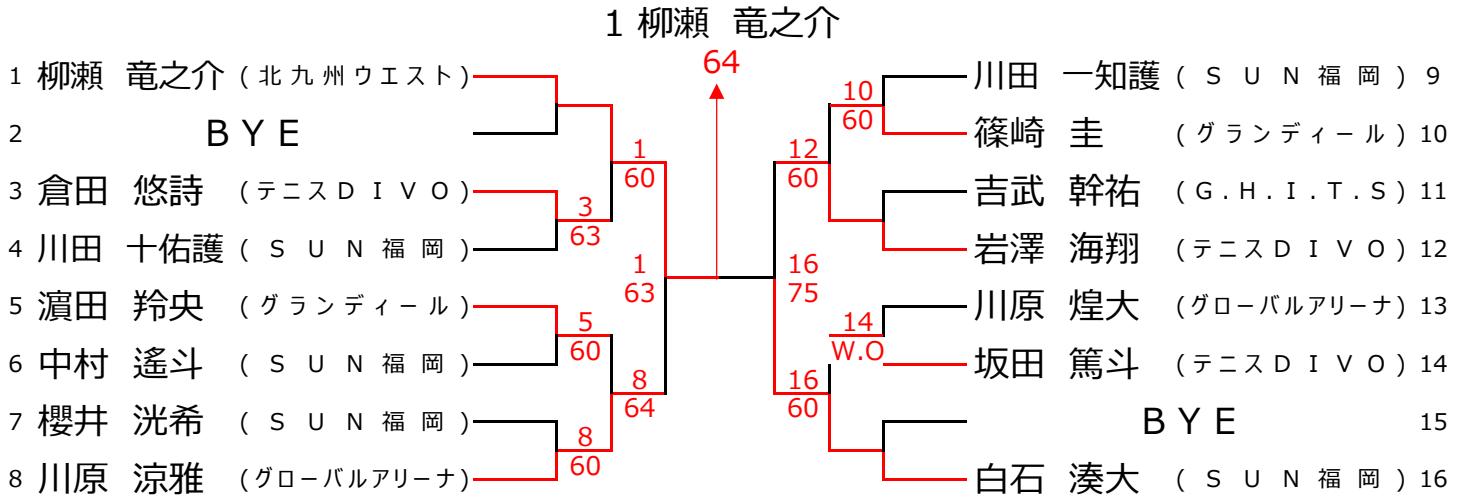 1 柳瀬 竜之介
64
1 柳瀬 竜之介 (北九州ウエスト)
2 BYE
3 倉田 悠詩 (テニスDIVO)
4 川田 十佑護 (SUN福岡)
5 濵田 羚央 (グランディール)
6 中村 遙斗 (SUN福岡)
7 櫻井 洸希 (SUN福岡)
8 川原 涼雅 (グローバルアリーナ)
3
63
5
60
8
60
1
60
8
64
1
63
16
75
12
60
16
60
10
60
14
W.O
川田 一知護 (SUN福岡) 9
篠崎 圭 (グランディール) 10
吉武 幹祐 (G.H.I.T.S) 11
岩澤 海翔 (テニスDIVO) 12
川原 煌大 (グローバルアリーナ) 13
坂田 篤斗 (テニスDIVO) 14
BYE 15
白石 湊大 (SUN福岡) 16